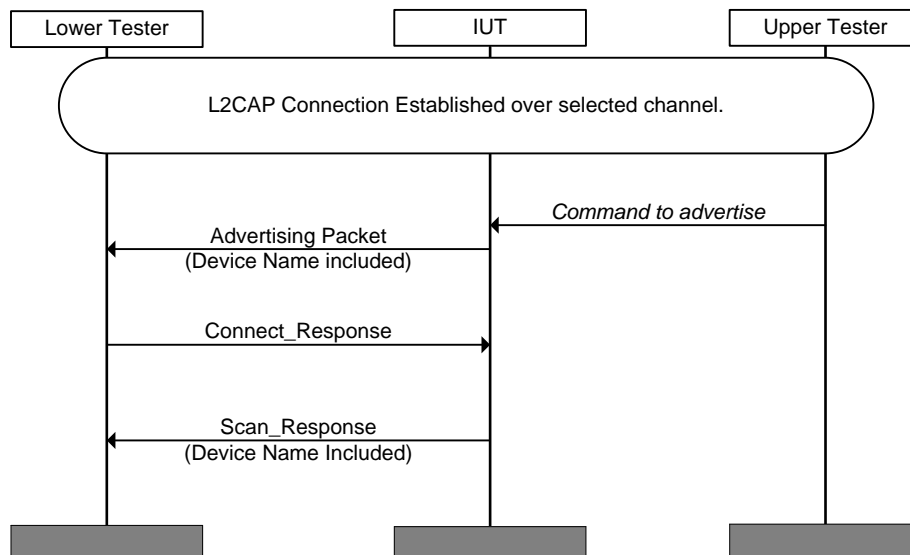 Lower Tester
IUT
Upper Tester
L2CAP Connection Established over selected channel.
Command to advertise
Advertising Packet
(Device Name included)
Connect_Response
Scan_Response
(Device Name Included)